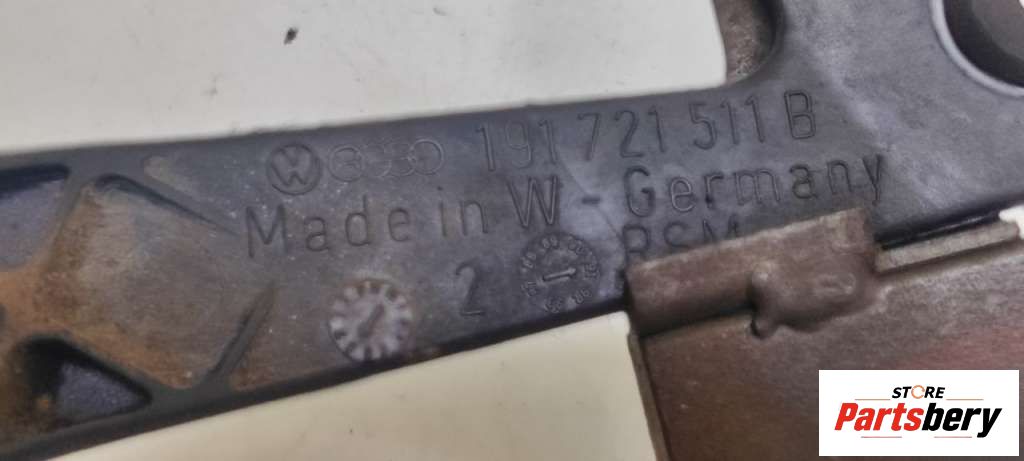 191 721 511 B
Made in W-Germany
2
STORE
Partsbery